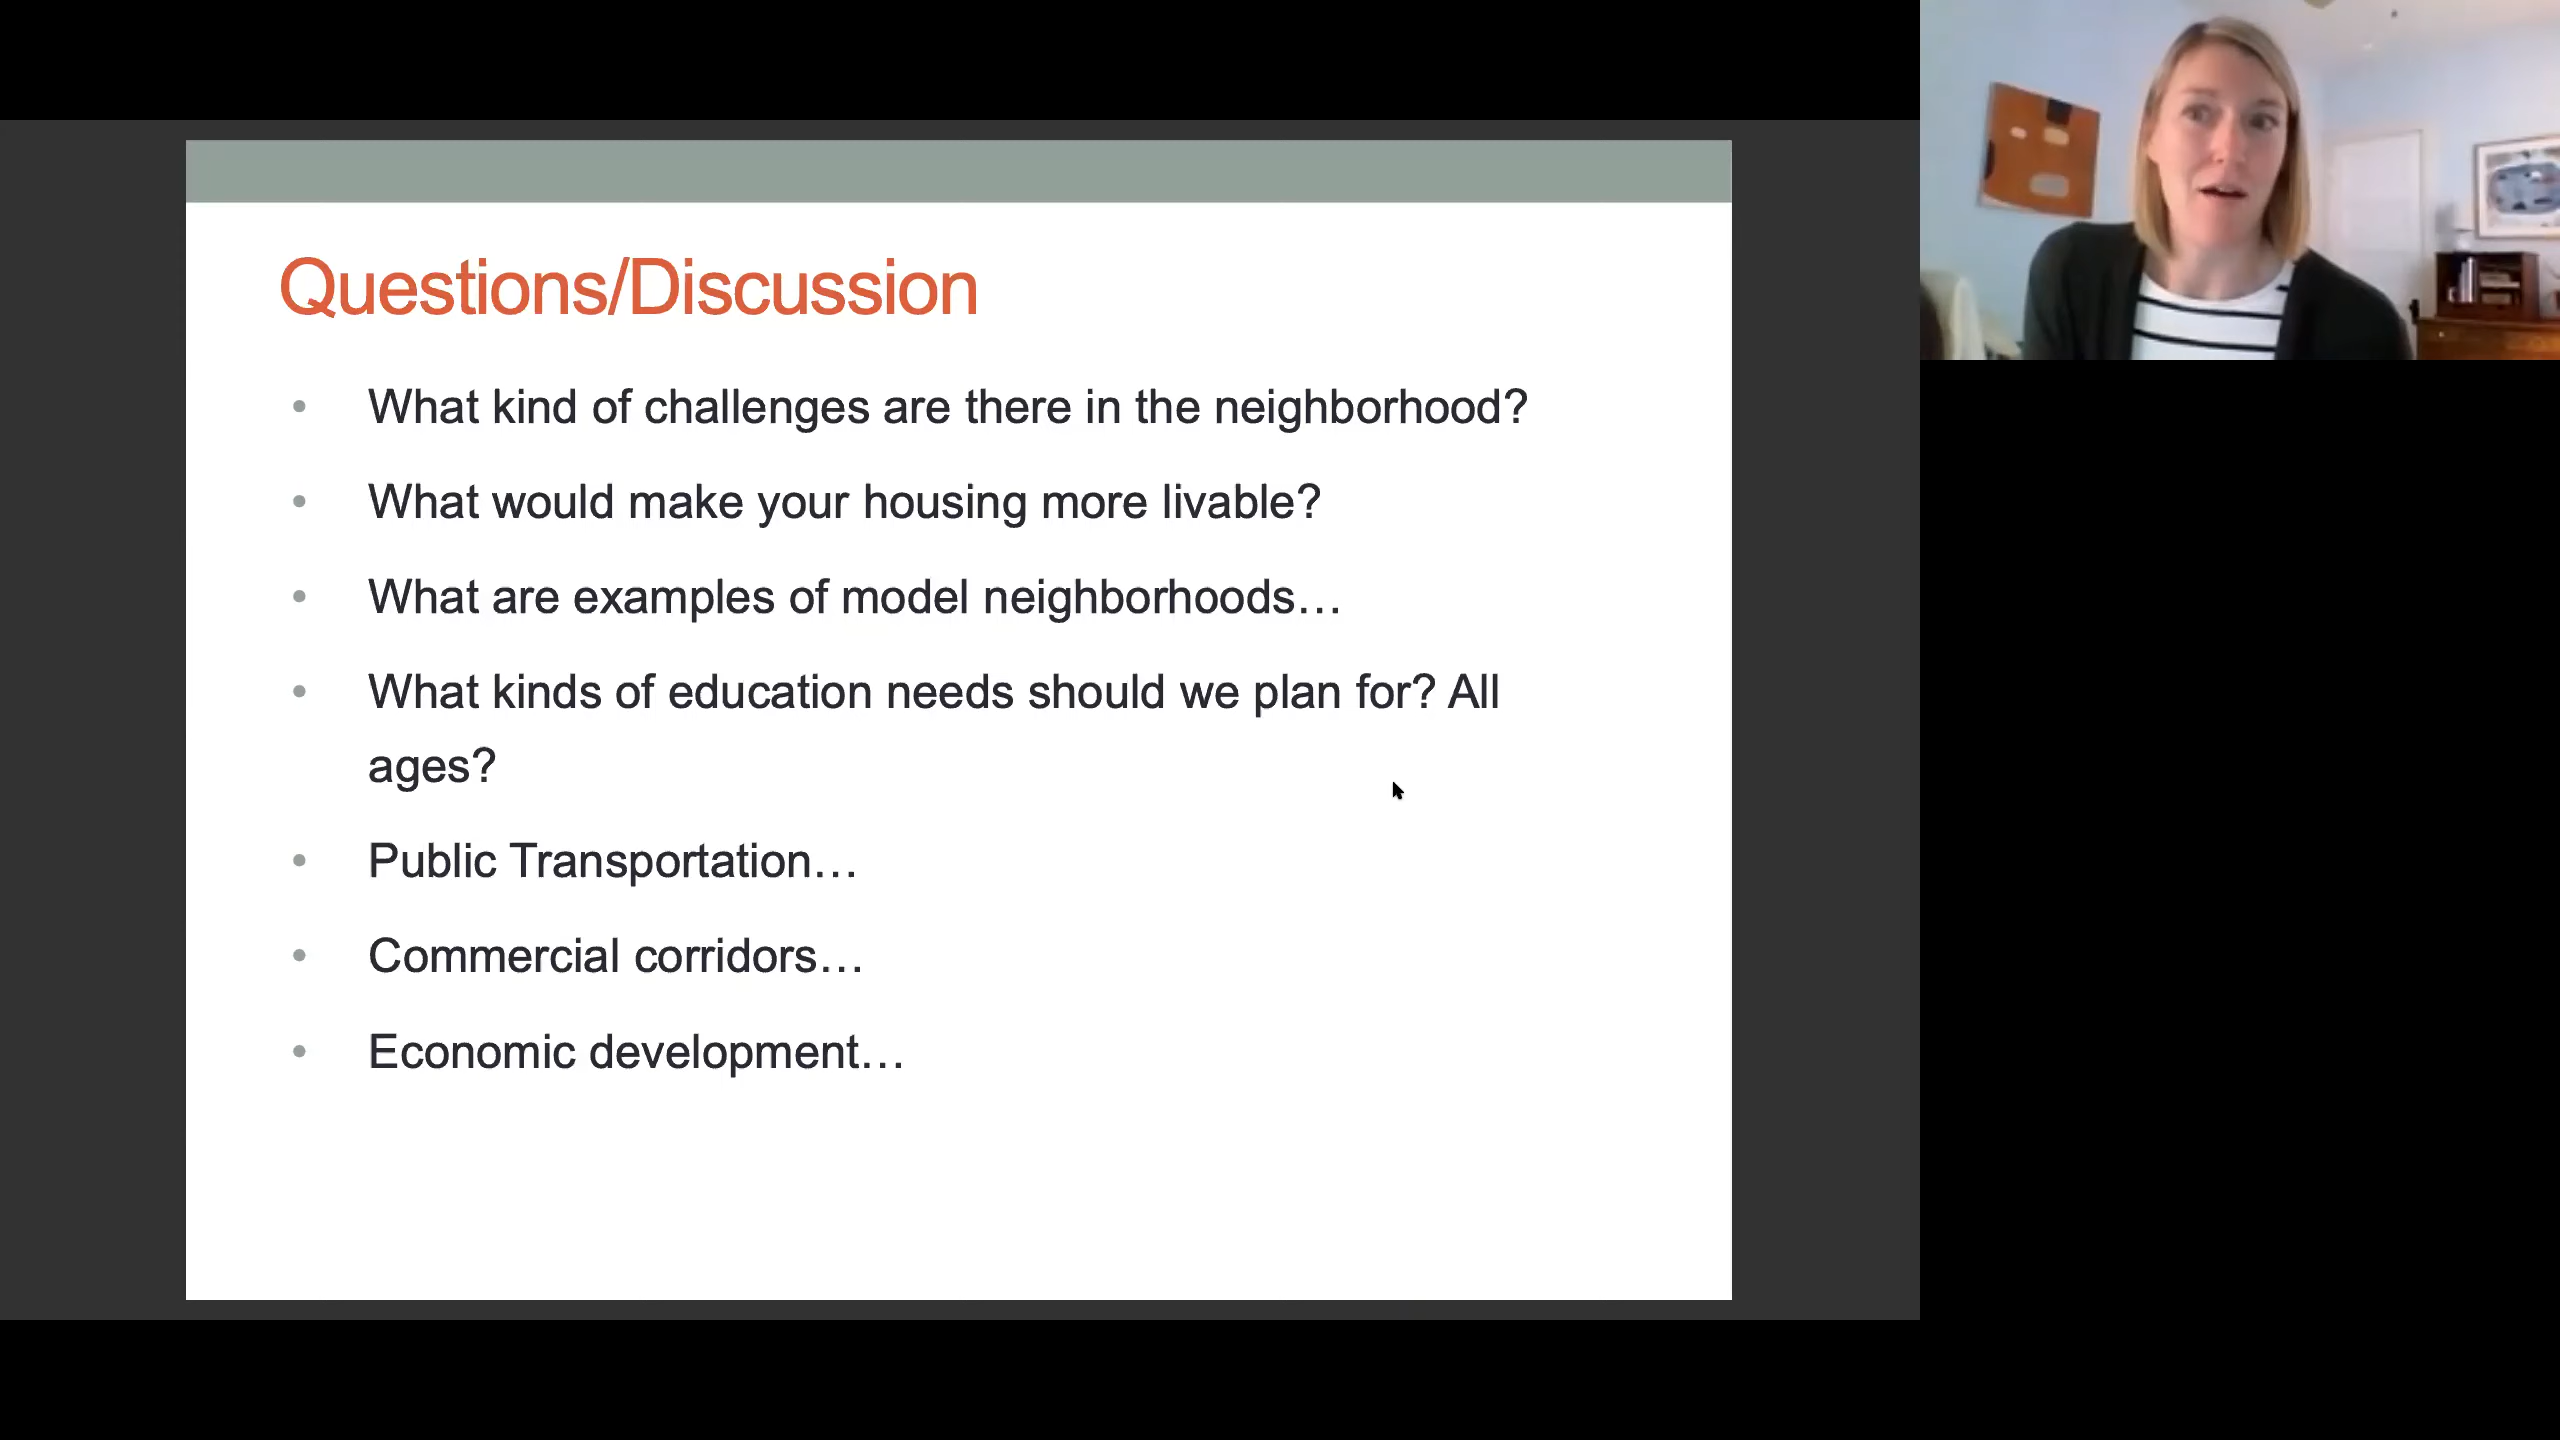 Questions/Discussion
• What kind of challenges are there in the neighborhood?
• What would make your housing more livable?
• What are examples of model neighborhoods…
• What kinds of education needs should we plan for? All
ages?
• Public Transportation…
• Commercial corridors…
• Economic development…